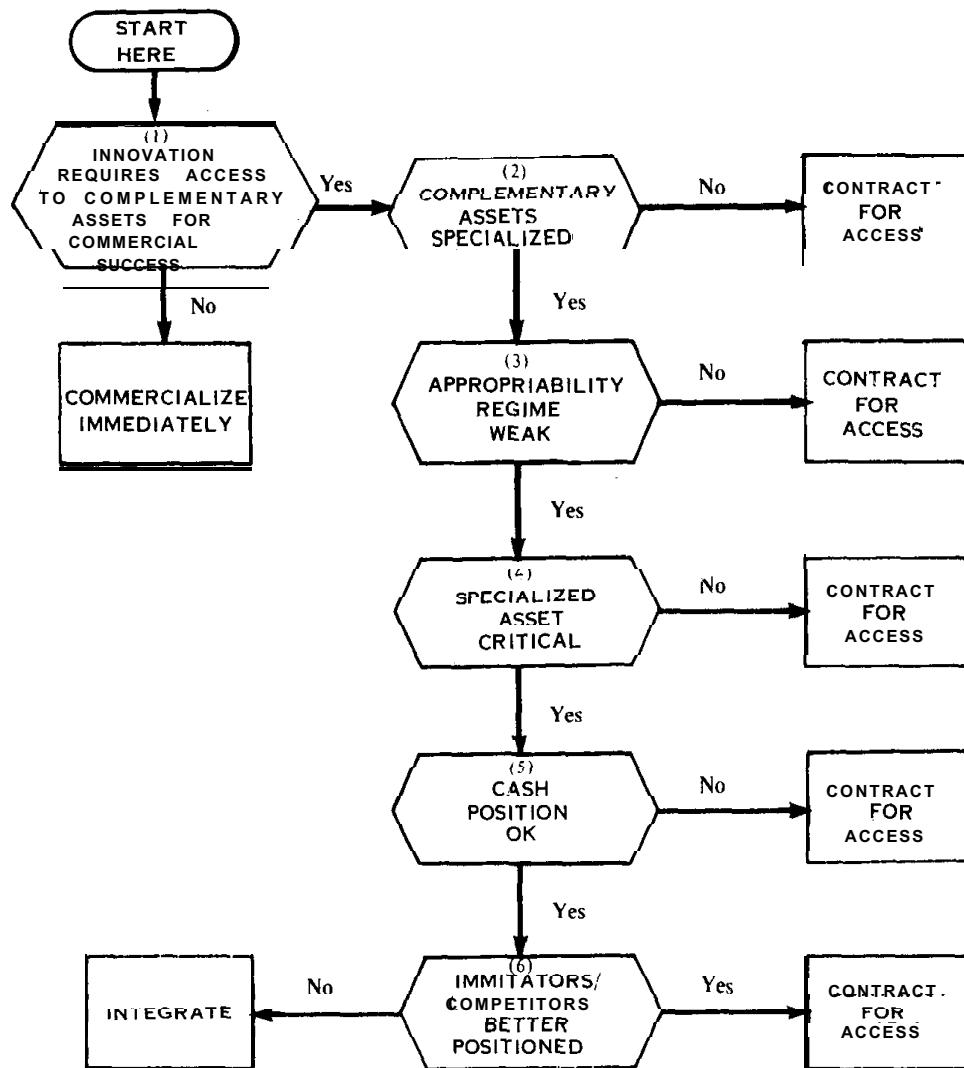 START
HERE
(1)
INNOVATION
REQUIRES ACCESS
TO COMPLEMENTARY
ASSETS FOR
COMMERCIAL
SUCCESS
Yes
No
COMMERCIALIZE
IMMEDIATELY
(2)
COMPLEMENTARY
ASSETS
SPECIALIZED
No
CONTRACT
FOR
ACCESS
Yes
(3)
APPROPRIABILITY
REGIME
WEAK
No
CONTRACT
FOR
ACCESS
Yes
(4)
SPECIALIZED
ASSET
CRITICAL
No
CONTRACT
FOR
ACCESS
Yes
(5)
CASH
POSITION
OK
No
CONTRACT
FOR
ACCESS
Yes
(6)
IMMITATORS/
COMPETITORS
BETTER
POSITIONED
No
INTEGRATE
Yes
CONTRACT
FOR
ACCESS